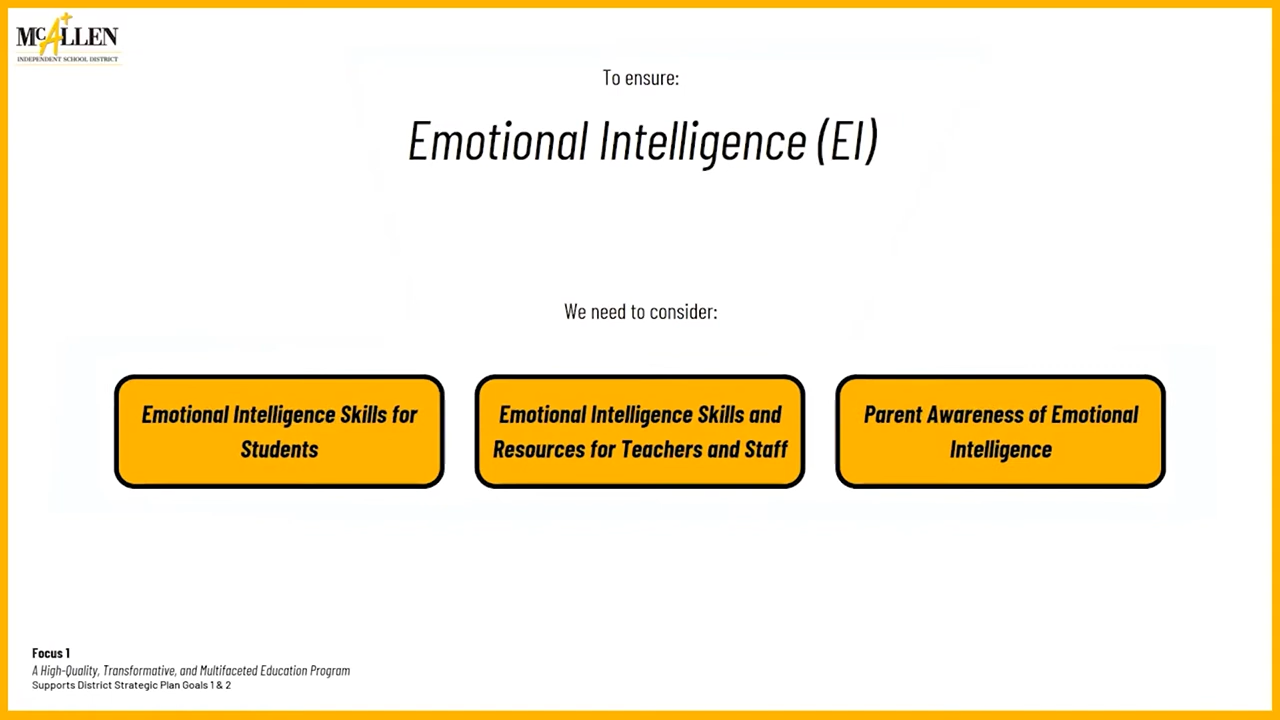 McALLEN
INDEPENDENT SCHOOL DISTRICT
To ensure:
Emotional Intelligence (EI)
We need to consider:
Emotional Intelligence Skills for
Students
Emotional Intelligence Skills and
Resources for Teachers and Staff
Parent Awareness of Emotional
Intelligence
Focus 1
A High-Quality, Transformative, and Multifaceted Education Program
Supports District Strategic Plan Goals 1 & 2